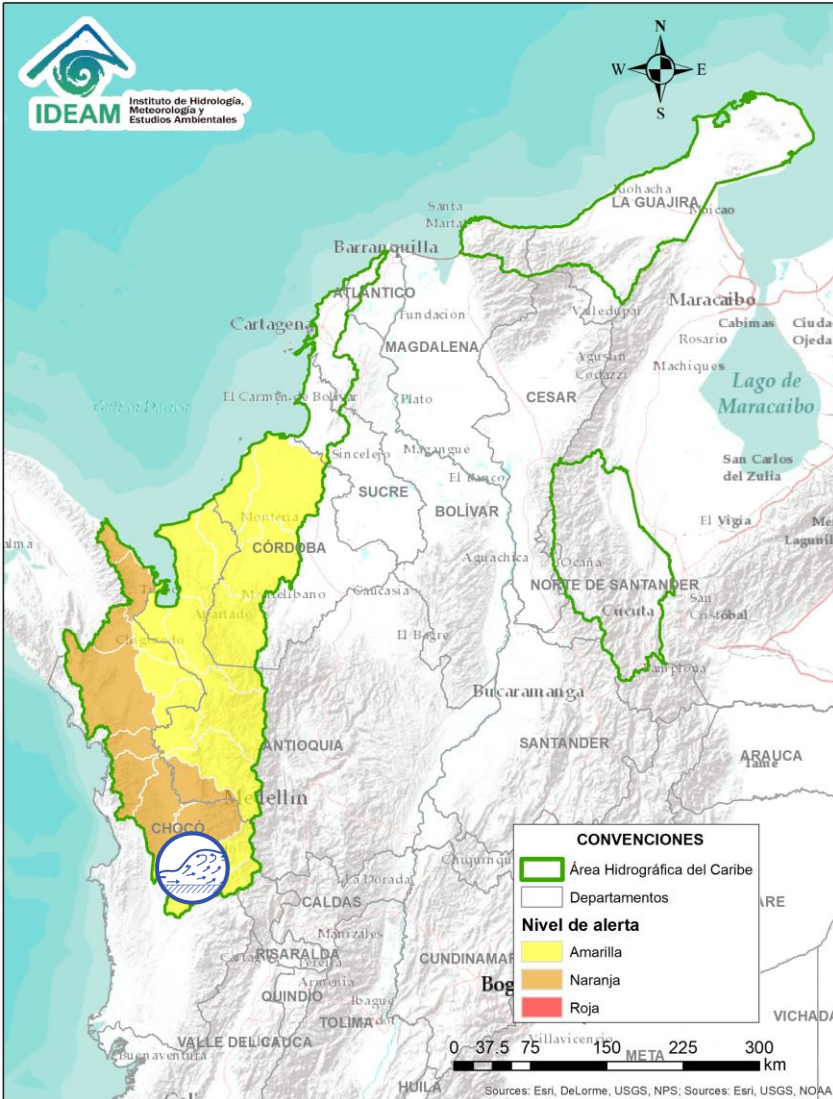 IDEAM
Instituto de Hidrología,
Meteorología y
Estudios Ambientales
N
W
E
S
Riohacha
LA GUAJIRA
Maicao
Santa
Marta
Barranquilla
ATLÁNTICO
Maracaibo
Cabimas
Ciudad
Ojeda
Cartagena
Fundación
Valledupar
Rosario
MAGDALENA
Agustín
Codazzi
Machiques
Lago de
Maracaibo
El Carmen de Bolívar
Plato
CESAR
Sincelejo
Magangué
San Carlos
del Zulia
SUCRE
El Banco
BOLÍVAR
Montería
El Vigía
CÓRDOBA
Aguachica
Ocaña
Montelíbano
Caucasia
NORTE DE SANTANDER
Apartadó
San
Cristóbal
Cucuta
Chigorodó
El Bagre
Pamplona
Bucaramanga
ANTIOQUIA
SANTANDER
ARAUCA
Tame
Medellín
CHOCÓ
La Dorada
CALDAS
Manizales
RISARALDA
Pereira
Armenia
QUINDIO
Ibagué
TOLIMA
VALLE DEL CAUCA
Buenaventura
Villavicencio
META
VICHADA
HUILA
CONVENCIONES
Área Hidrográfica del Caribe
Departamentos
Nivel de alerta
Amarilla
Naranja
Roja
0 37.5 75 150 225 300
km
Sources: Esri, DeLorme, USGS, NPS; Sources: Esri, USGS, NOAA